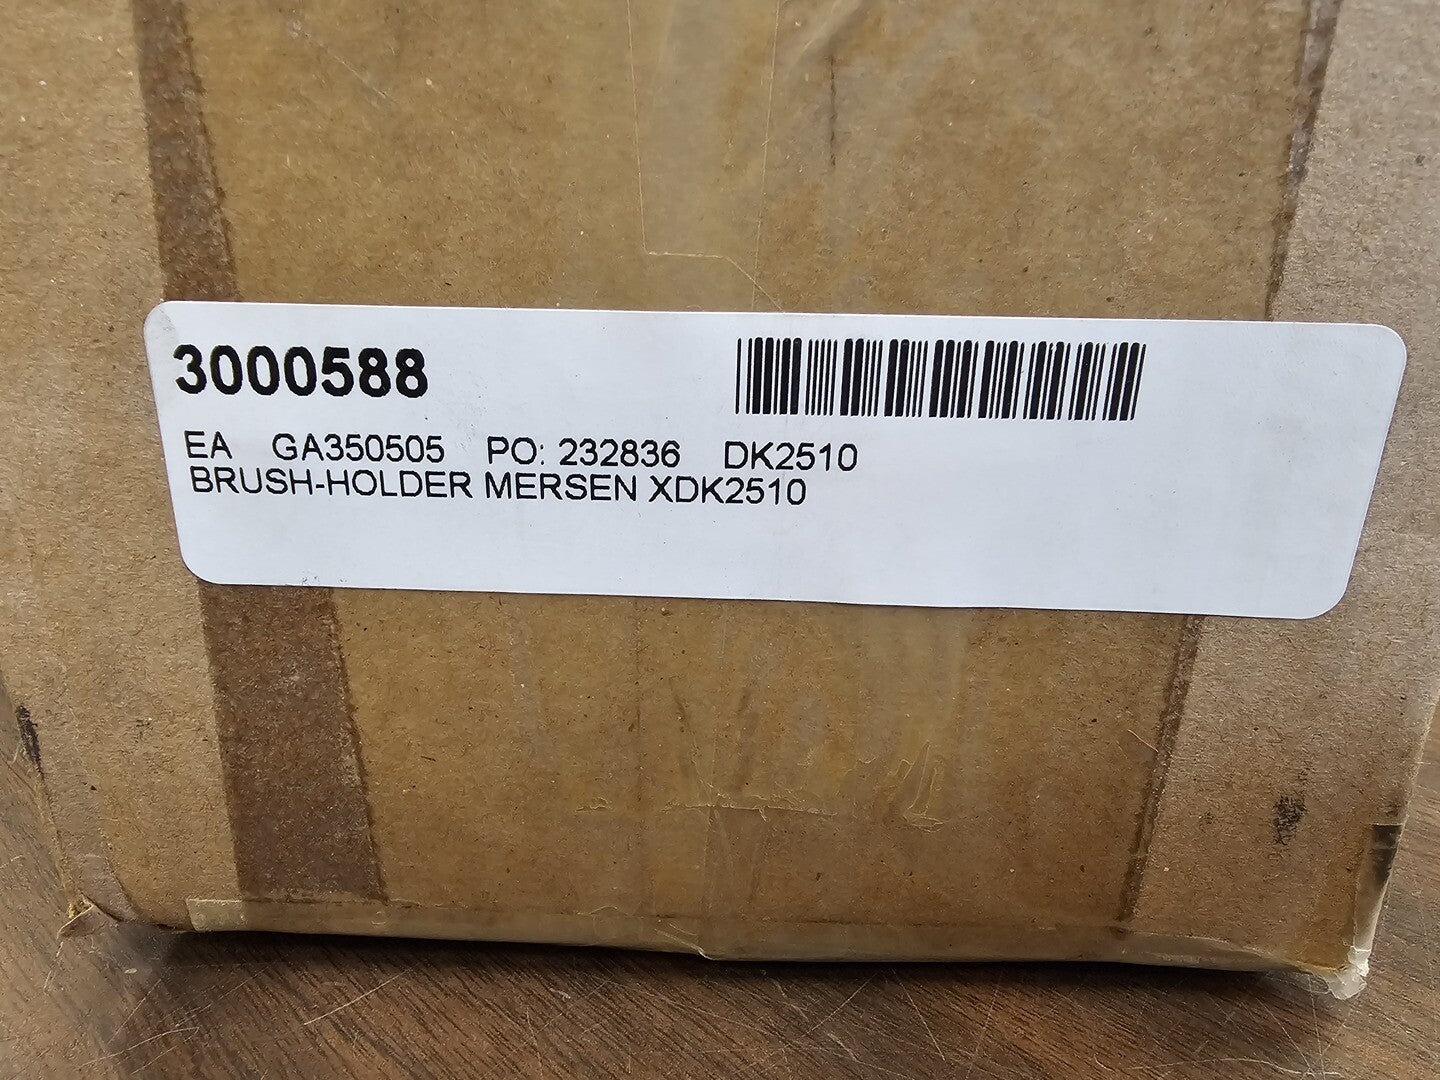 3000588
EA GA350505 PO: 232836 DK2510
BRUSH-HOLDER MERSEN XDK2510